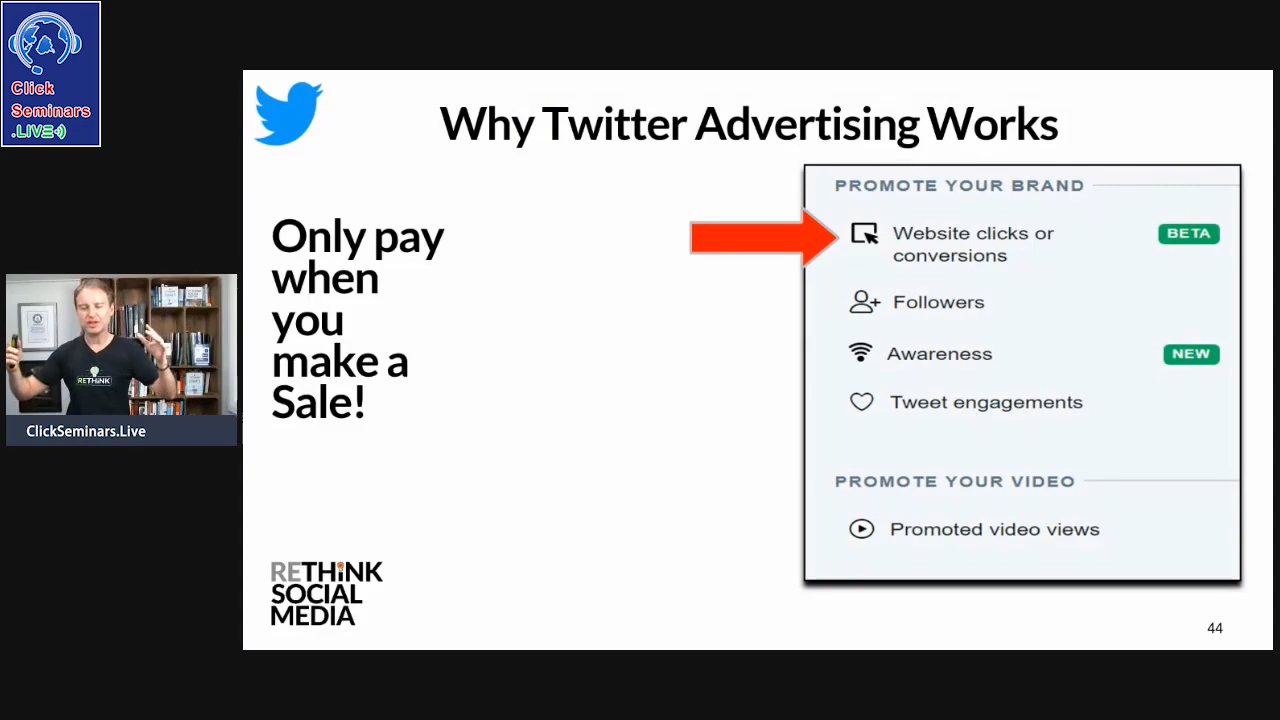 Click
Seminars
.LIVE
Why Twitter Advertising Works
Only pay
when
you
make a
Sale!
PROMOTE YOUR BRAND
Website clicks or
conversions
BETA
Followers
Awareness
NEW
Tweet engagements
PROMOTE YOUR VIDEO
Promoted video views
RETHiNK
ClickSeminars.Live
RETHiNK
SOCIAL
MEDIA
44